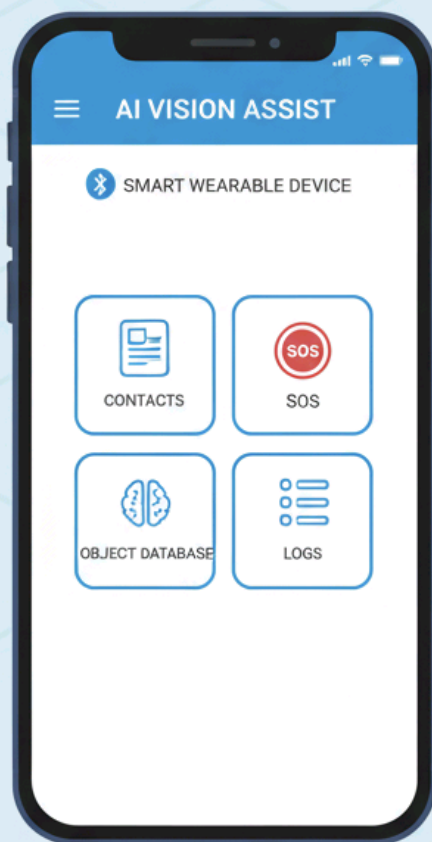 AI VISION ASSIST
SMART WEARABLE DEVICE
CONTACTS
SOS
SOS
OBJECT DATABASE
LOGS